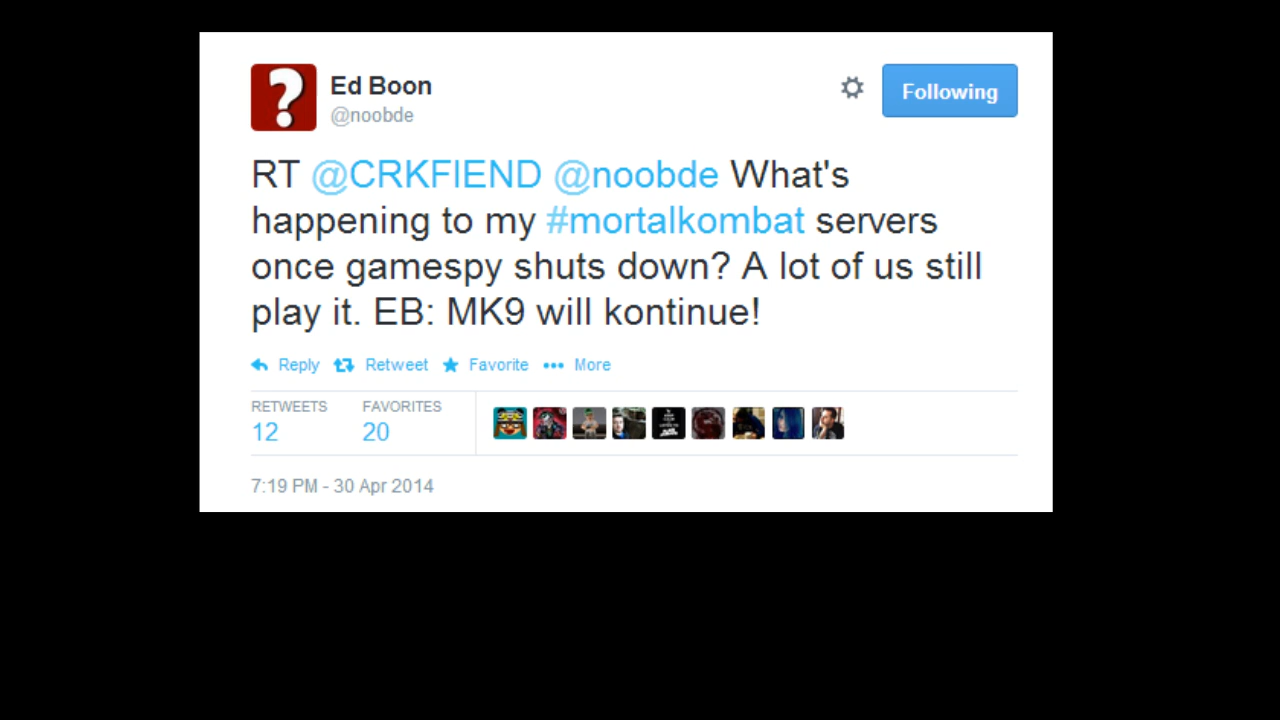 ?
Ed Boon
@noobde
Following
RT @CRKFIEND @noobde What's
happening to my #mortalkombat servers
once gamespy shuts down? A lot of us still
play it. EB: MK9 will kontinue!
Reply Retweet Favorite More
RETWEETS FAVORITES
12 20
7:19 PM - 30 Apr 2014